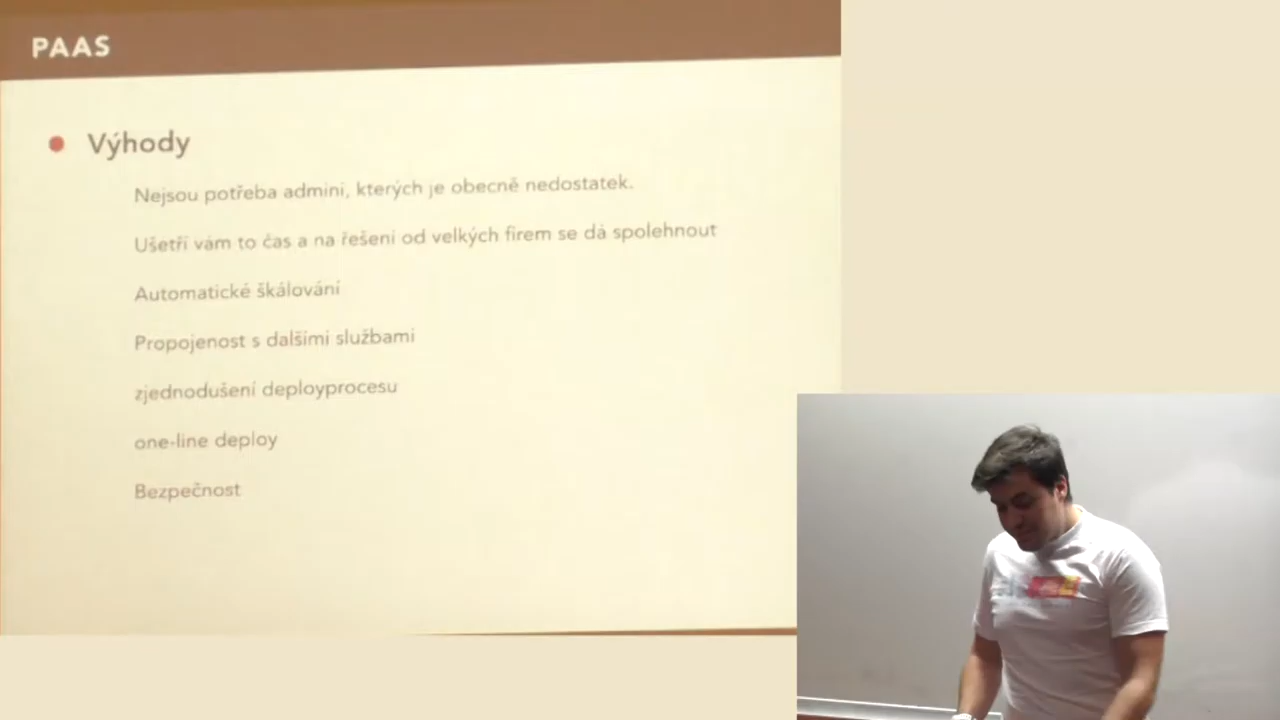 PAAS
Výhody
Nejsou potřeba admini, kterých je obecně nedostatek.
Ušetří vám to čas a na řešení od velkých firem se dá spolehnout
Automatické škálování
Propojenost s dalšími službami
zjednodušení deployprocesu
one-line deploy
Bezpečnost